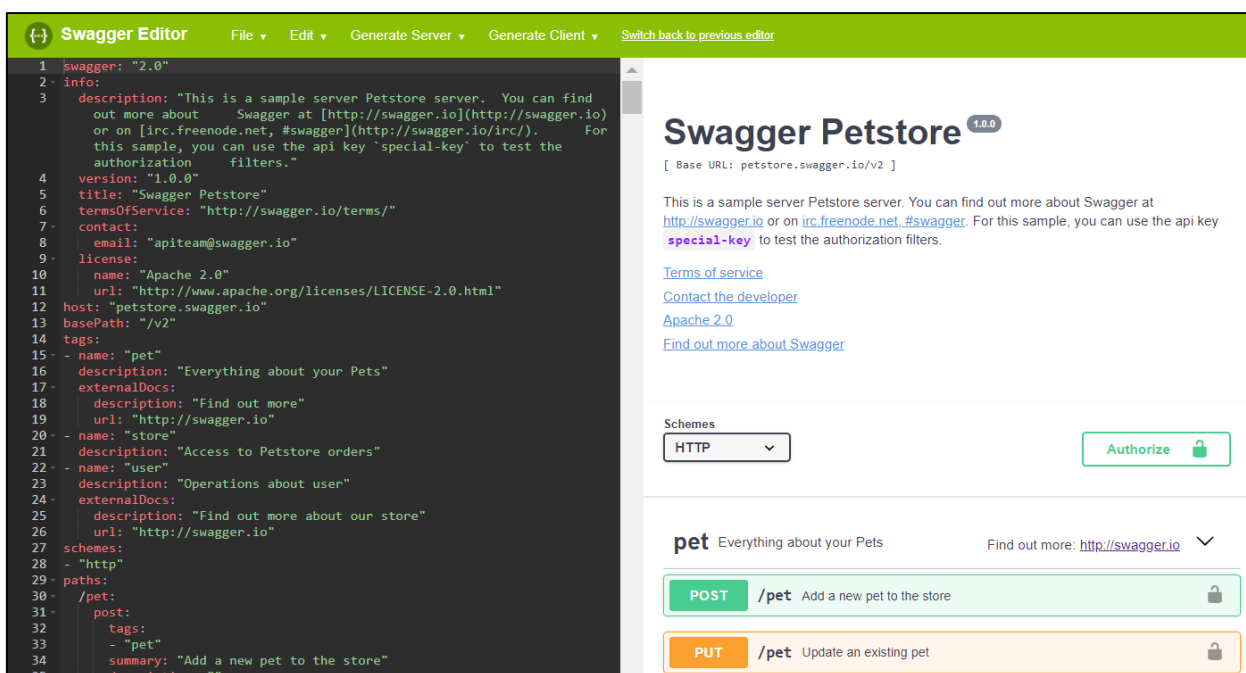 Swagger Editor File Edit Generate Server Generate Client Switch back to previous editor
1 swagger: "2.0"
2 info:
3 description: "This is a sample server Petstore server. You can find
out more about Swagger at [http://swagger.io](http://swagger.io)
or on [irc.freenode.net, #swagger](http://swagger.io/irc/). For
this sample, you can use the api key `special-key` to test the
authorization filters."
4 version: "1.0.0"
5 title: "Swagger Petstore"
6 termsOfService: "http://swagger.io/terms/"
7 contact:
8 email: "apiteam@swagger.io"
9 license:
10 name: "Apache 2.0"
11 url: "http://www.apache.org/licenses/LICENSE-2.0.html"
12 host: "petstore.swagger.io"
13 basePath: "/v2"
14 tags:
15 - name: "pet"
16 description: "Everything about your Pets"
17 externalDocs:
18 description: "Find out more"
19 url: "http://swagger.io"
20 - name: "store"
21 description: "Access to Petstore orders"
22 - name: "user"
23 description: "Operations about user"
24 externalDocs:
25 description: "Find out more about our store"
26 url: "http://swagger.io"
27 schemes:
28 - "http"
29 paths:
30 /pet:
31 post:
32 tags:
33 - "pet"
34 summary: "Add a new pet to the store"
Swagger Petstore 1.0.0
[ Base URL: petstore.swagger.io/v2 ]
This is a sample server Petstore server. You can find out more about Swagger at
http://swagger.io or on irc.freenode.net, #swagger. For this sample, you can use the api key
special-key to test the authorization filters.
Terms of service
Contact the developer
Apache 2.0
Find out more about Swagger
Schemes
HTTP
Authorize
pet Everything about your Pets Find out more: http://swagger.io
POST /pet Add a new pet to the store
PUT /pet Update an existing pet